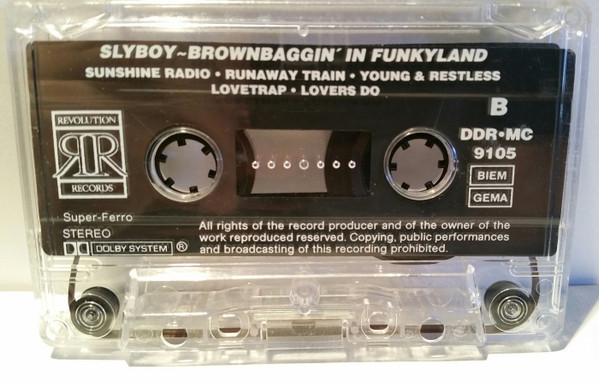 SLYBOY~BROWNBAGGIN´ IN FUNKYLAND
SUNSHINE RADIO • RUNAWAY TRAIN • YOUNG & RESTLESS
LOVETRAP • LOVERS DO
B
REVOLUTION
RR
RECORDS
DDR•MC
9105
BIEM
GEMA
Super-Ferro
STEREO
DOLBY SYSTEM ®
All rights of the record producer and of the owner of the
work reproduced reserved. Copying, public performances
and broadcasting of this recording prohibited.